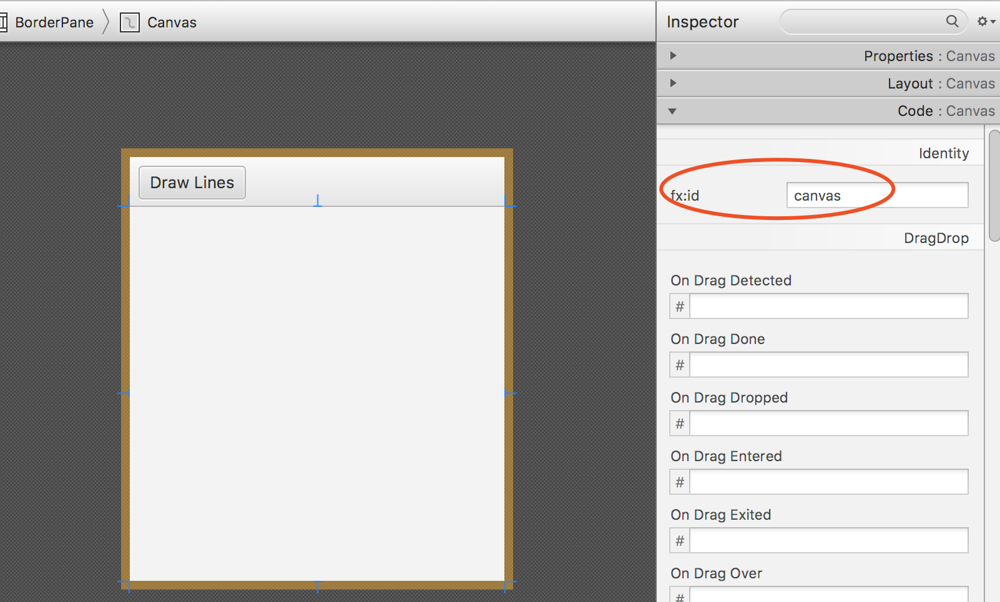 BorderPane Canvas
Inspector
Properties : Canvas
Layout : Canvas
Code : Canvas
Identity
fx:id canvas
DragDrop
On Drag Detected
#
On Drag Done
#
On Drag Dropped
#
On Drag Entered
#
On Drag Exited
#
On Drag Over
#
Draw Lines